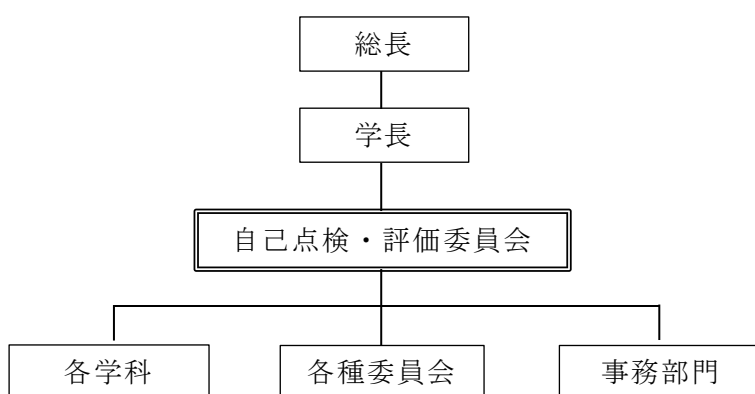 総長
学長
自己点検・評価委員会
各学科
各種委員会
事務部門